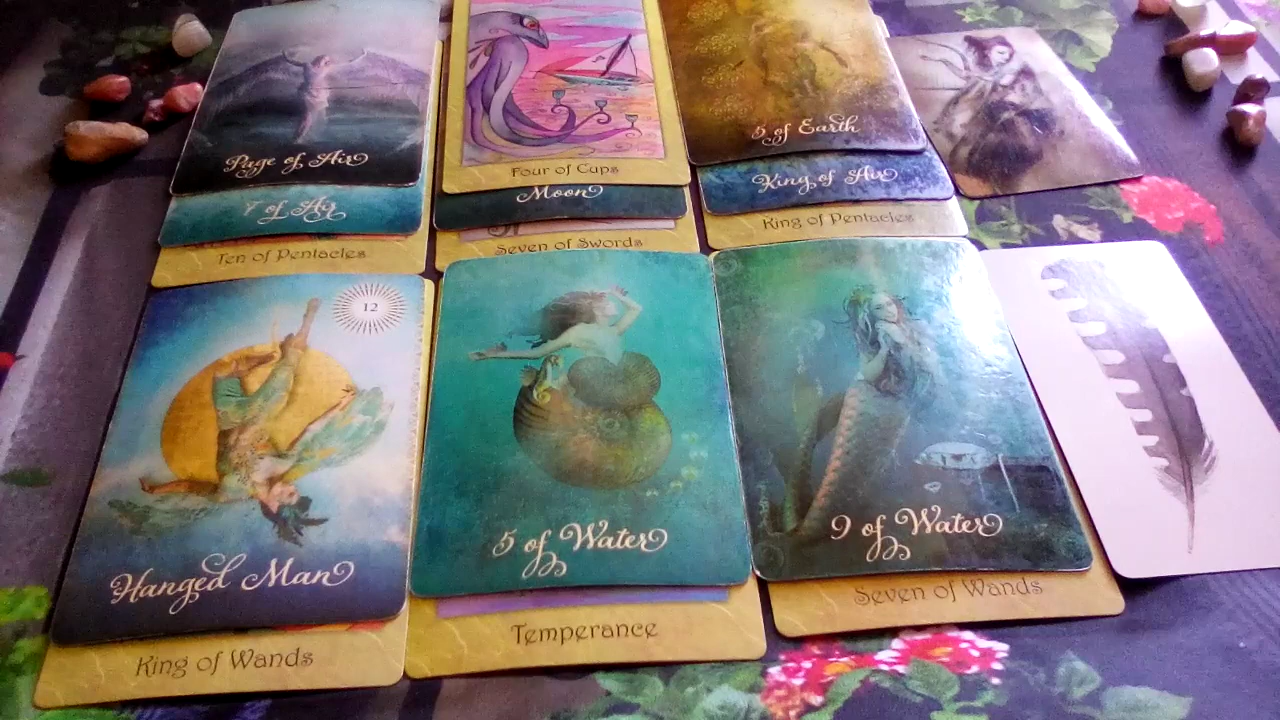 Page of Air
7 of Air
Ten of Pentacles
Four of Cups
Moon
Seven of Swords
5 of Earth
King of Air
King of Pentacles
12
Hanged Man
King of Wands
5 of Water
Temperance
9 of Water
Seven of Wands